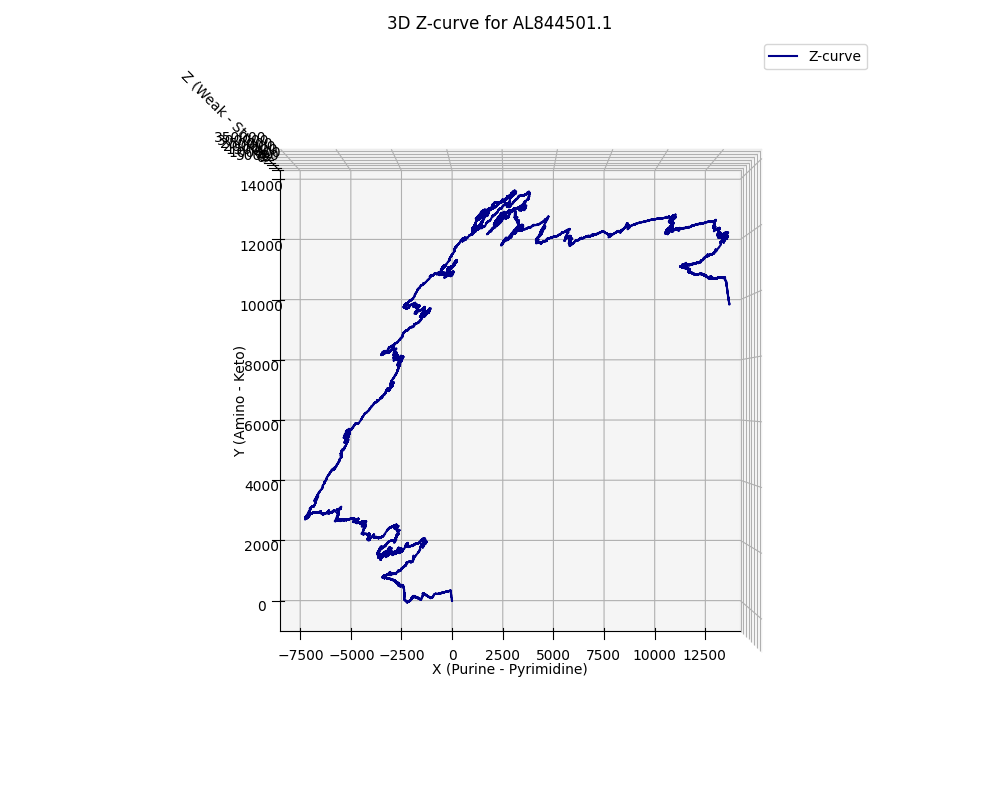 3D Z-curve for AL844501.1
Z-curve
Z (Weak - 
14000
12000
10000
8000
6000
4000
2000
0
Y (Amino - Keto)
−7500 −5000 −2500 0 2500 5000 7500 10000 12500
X (Purine - Pyrimidine)